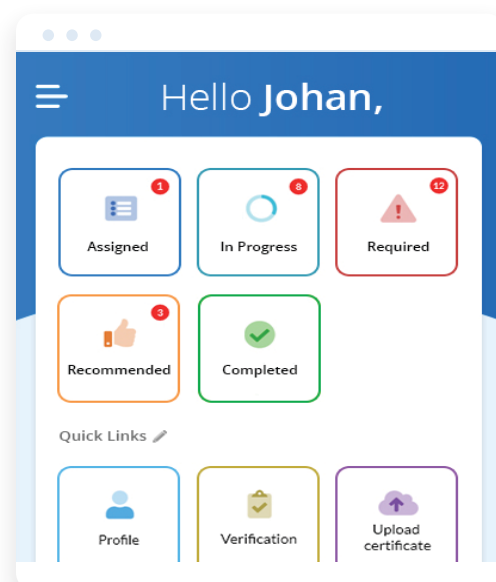 Hello Johan,
1
8
12
Assigned
In Progress
Required
3
Recommended
Completed
Quick Links
Profile
Verification
Upload
certificate